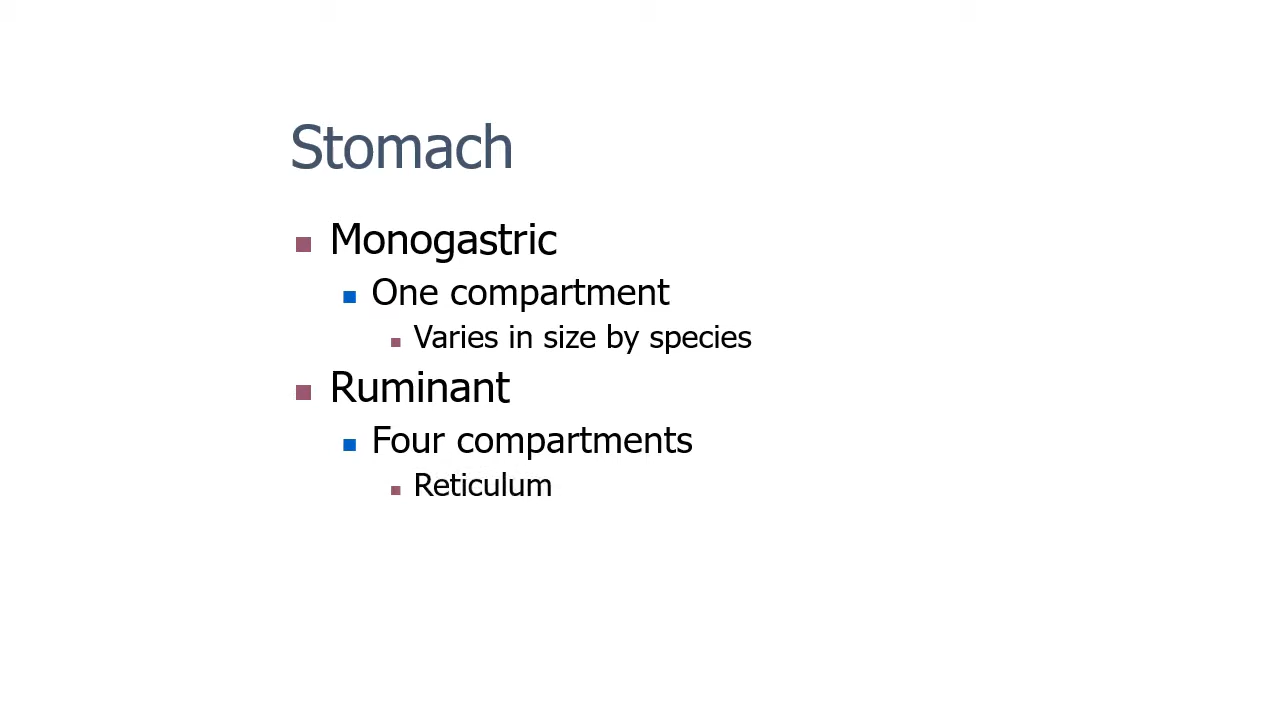 Stomach
Monogastric
One compartment
Varies in size by species
Ruminant
Four compartments
Reticulum